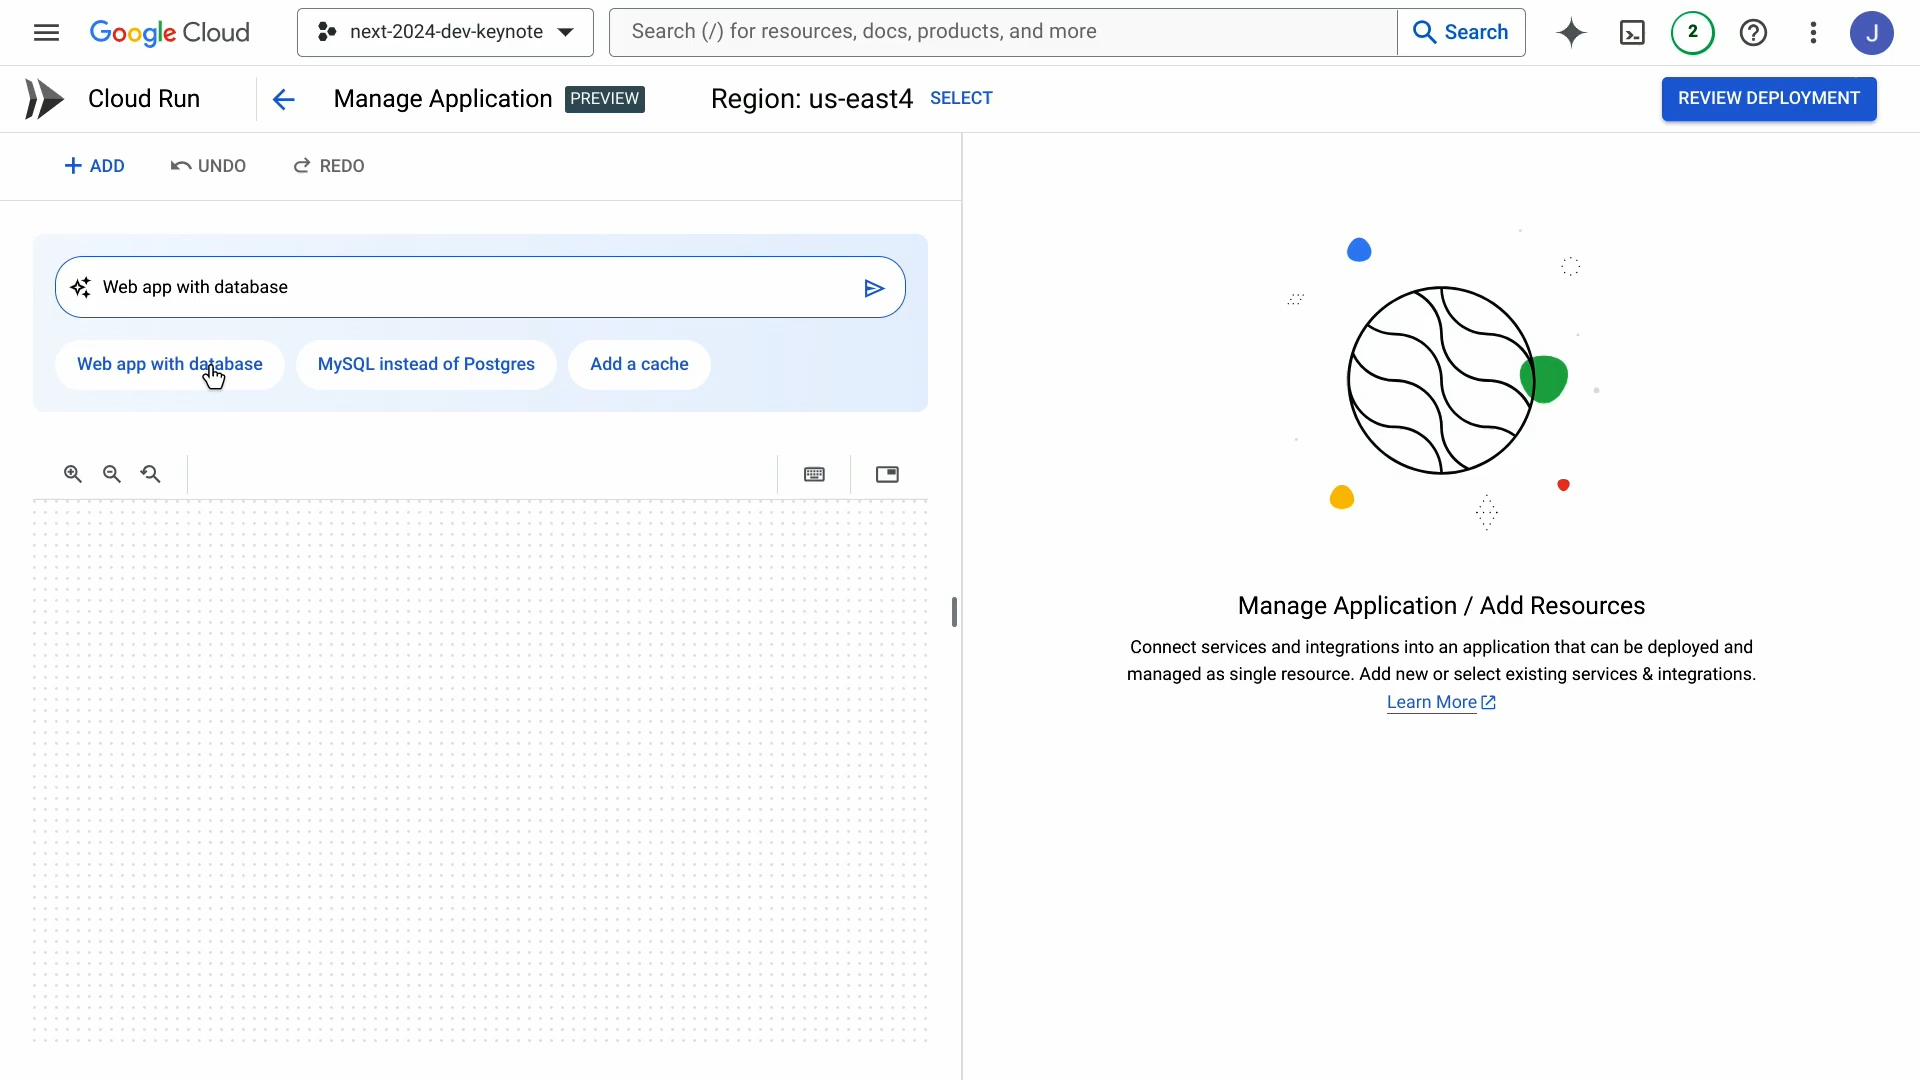 Google Cloud
next-2024-dev-keynote
Search (/) for resources, docs, products, and more
Search
2
J
Cloud Run
Manage Application
PREVIEW
Region: us-east4
SELECT
REVIEW DEPLOYMENT
ADD
UNDO
REDO
Web app with database
Web app with database
MySQL instead of Postgres
Add a cache
Manage Application / Add Resources
Connect services and integrations into an application that can be deployed and
managed as single resource. Add new or select existing services & integrations.
Learn More